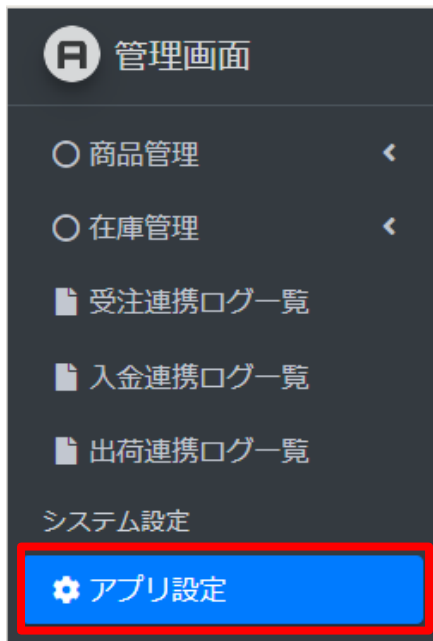 管理画面
商品管理
在庫管理
受注連携ログ一覧
入金連携ログ一覧
出荷連携ログ一覧
システム設定
アプリ設定